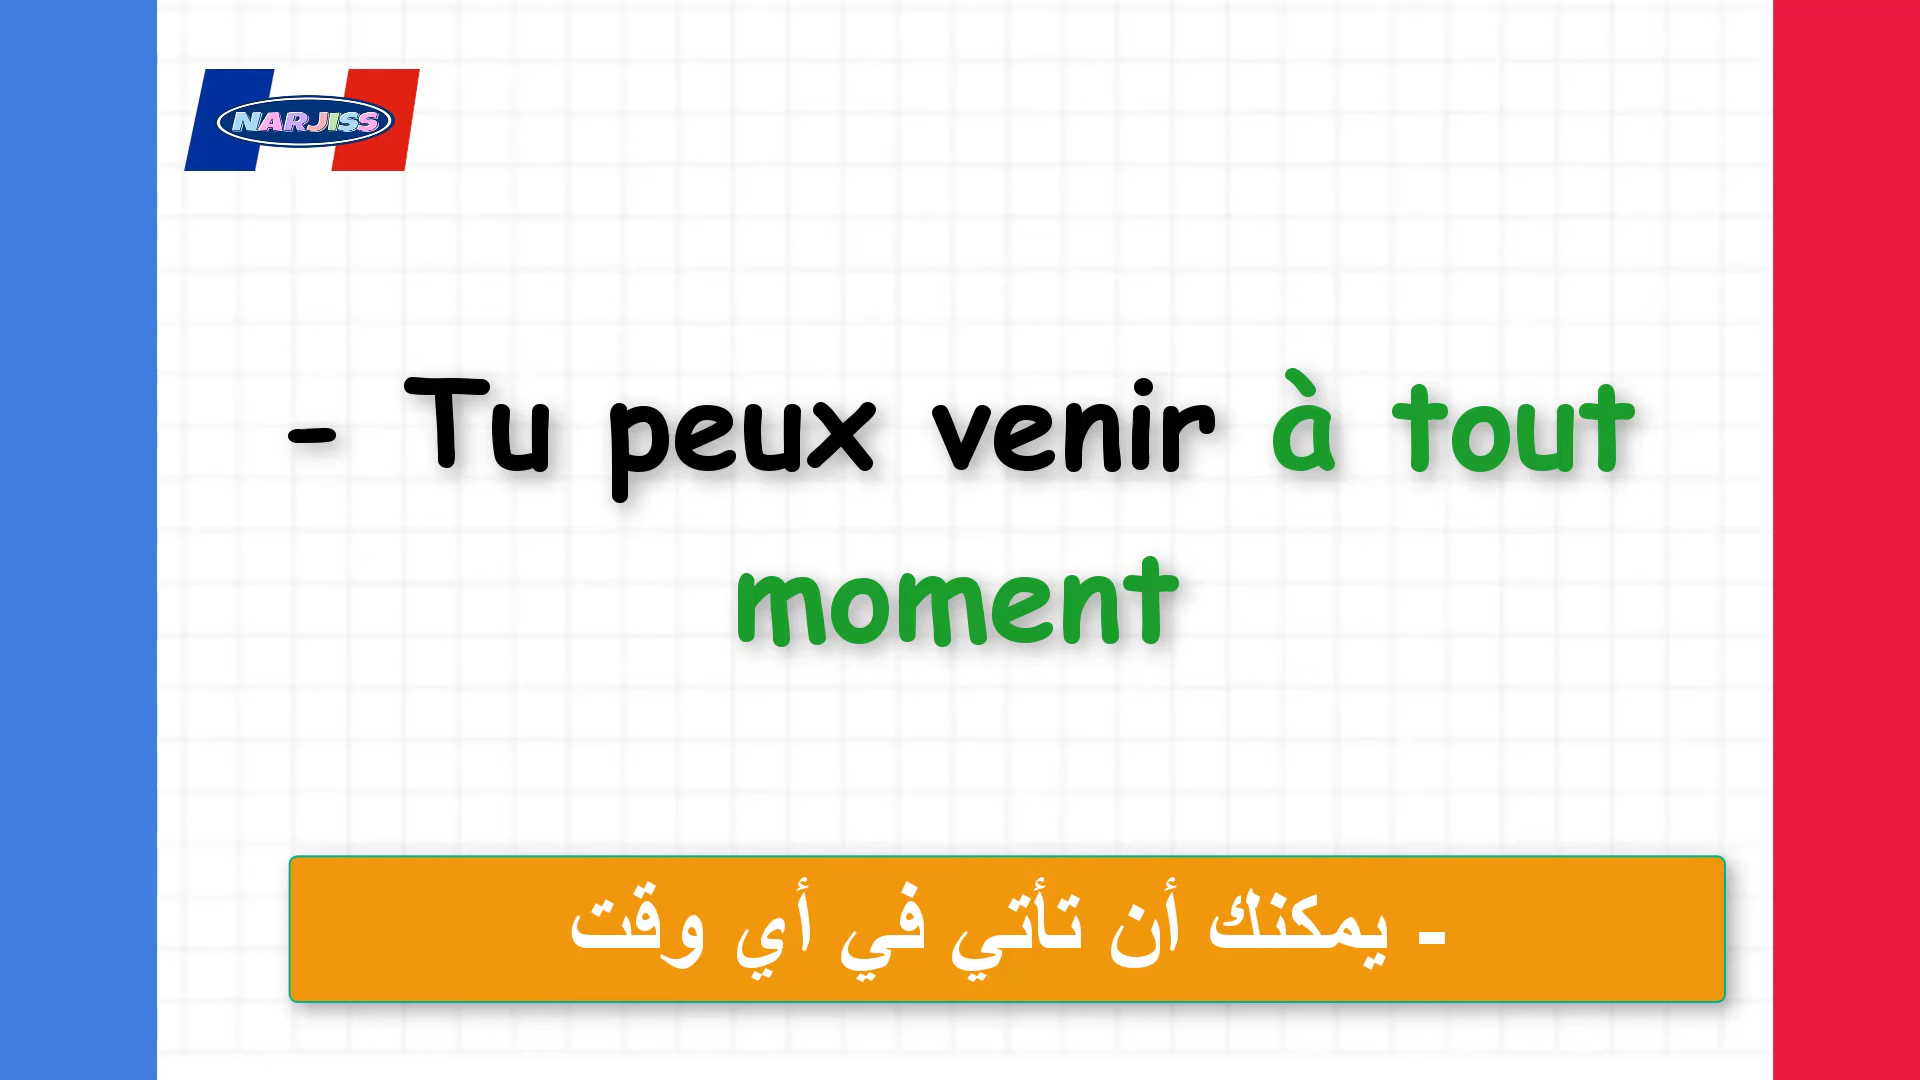 NARJISS
- Tu peux venir à tout
moment
- يمكنك أن تأتي في أي وقت